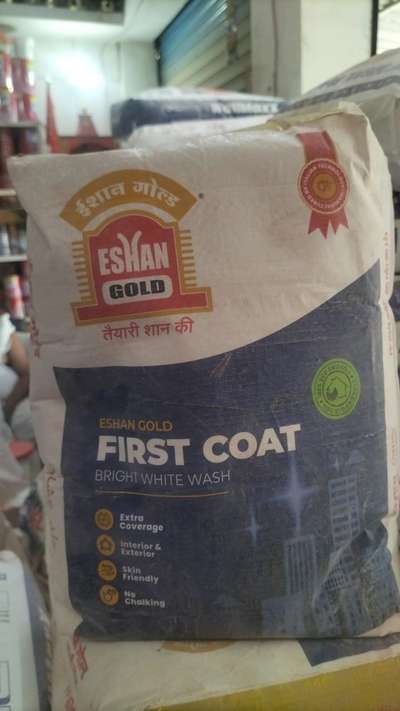 ईशान गोल्ड
ESHAN
GOLD
तैयारी शान की
ESHAN GOLD
FIRST COAT
BRIGHT WHITE WASH
Extra
Coverage
Interior &
Exterior
Skin
Friendly
No
Chalking